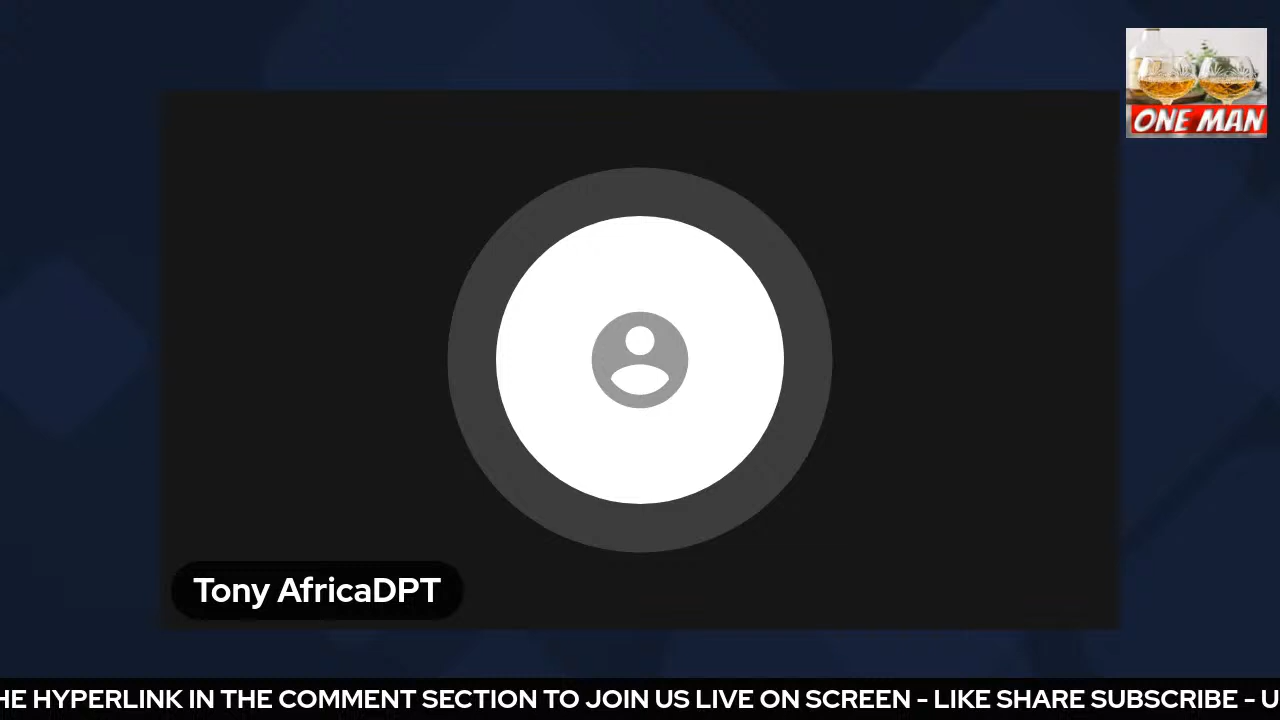 ONE MAN
Tony AfricaDPT
HE HYPERLINK IN THE COMMENT SECTION TO JOIN US LIVE ON SCREEN - LIKE SHARE SUBSCRIBE - U